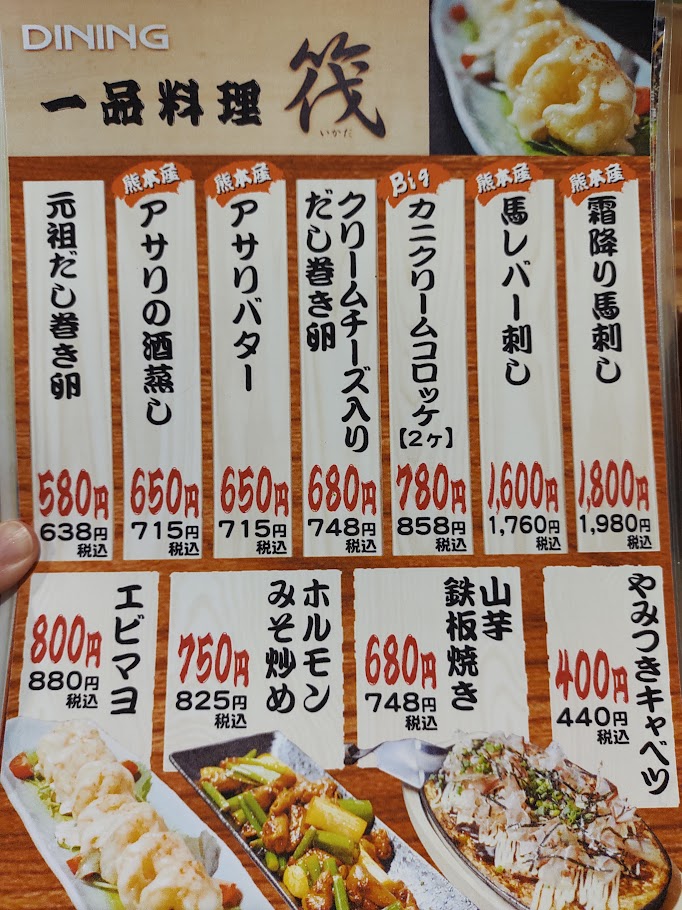 DINING
一品料理
筏
いかだ
熊本産
霜降り馬刺し
1,800円
1,980円
税込
熊本産
馬レバー刺し
1,600円
1,760円
税込
Big
カニクリームコロッケ
【2ヶ】
780円
858円
税込
クリームチーズ入り
だし巻き卵
680円
748円
税込
熊本産
アサリバター
650円
715円
税込
熊本産
アサリの酒蒸し
650円
715円
税込
元祖だし巻き卵
580円
638円
税込
やみつきキャベツ
400円
440円
税込
山芋
鉄板焼き
680円
748円
税込
ホルモン
みそ炒め
750円
825円
税込
エビマヨ
800円
880円
税込